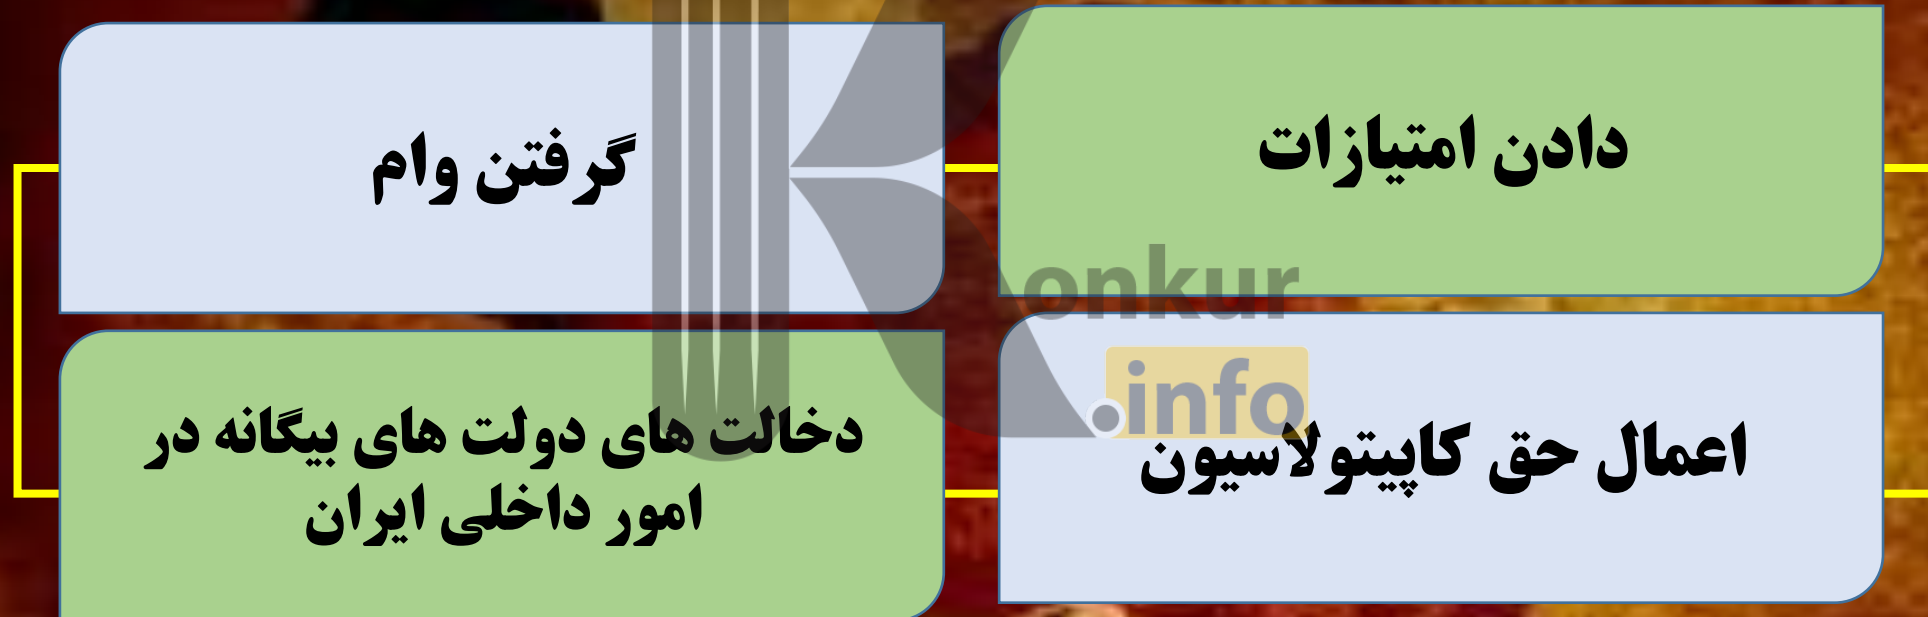 دادن امتیازات
گرفتن وام
اعمال حق کاپیتولاسیون
دخالت های دولت های بیگانه در
امور داخلی ایران
Konkur
.info